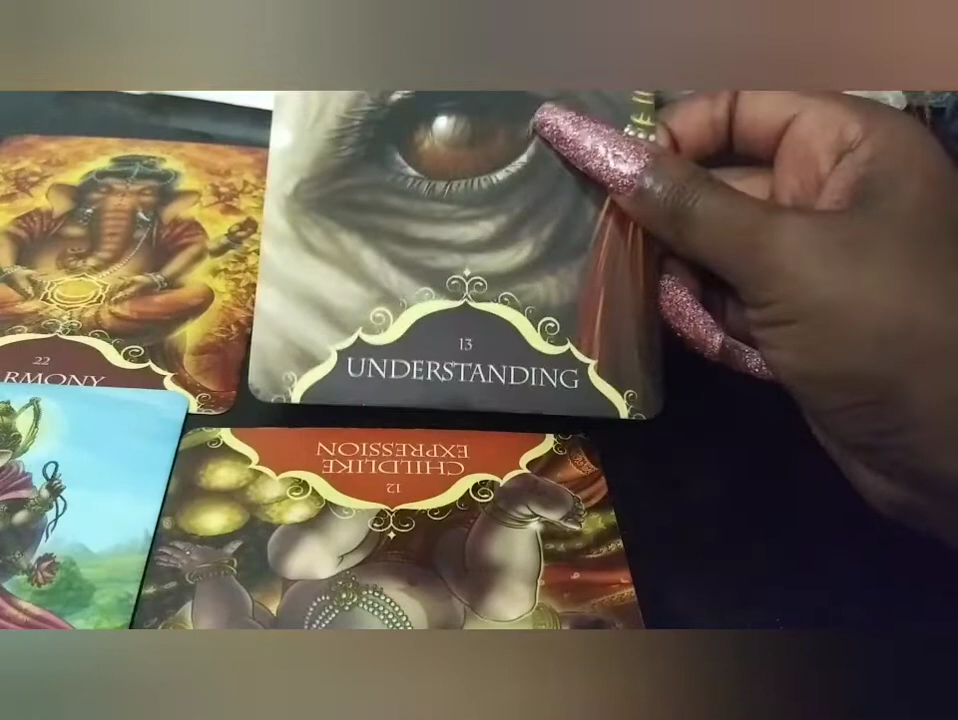 13
UNDERSTANDING
22
RMONY
CHILDLIKE
EXPRESSION
12